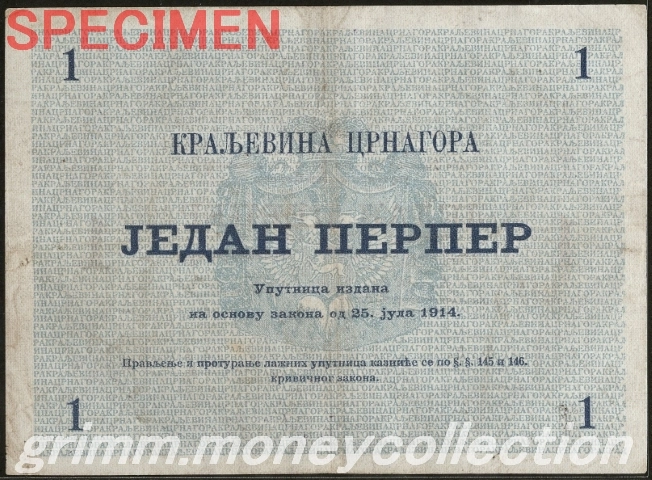 SPECIMEN
1 1
КРАЉЕВИНА ЦРНАГОРА
ЈЕДАН ПЕРПЕР
Упутница издана
на основу закона од 25. јула 1914.
Прављење и протурање лажних упутница казниће се по §. §. 145 и 146.
кривичног закона.
1 1
grimm.moneycollection